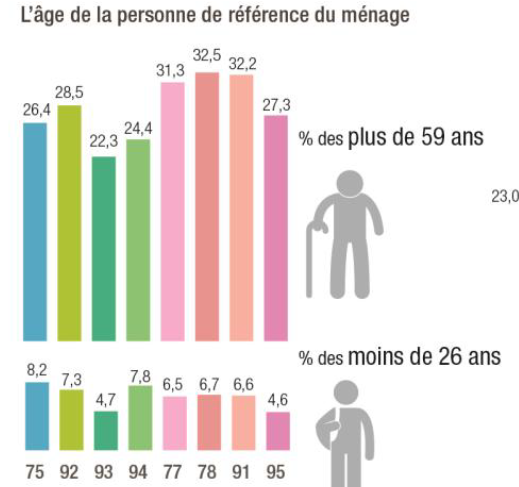 L'âge de la personne de référence du ménage
26,4 28,5 22,3 24,4 31,3 32,5 32,2 27,3
% des plus de 59 ans
23,0
% des moins de 26 ans
8,2 7,3 4,7 7,8 6,5 6,7 6,6 4,6
75 92 93 94 77 78 91 95